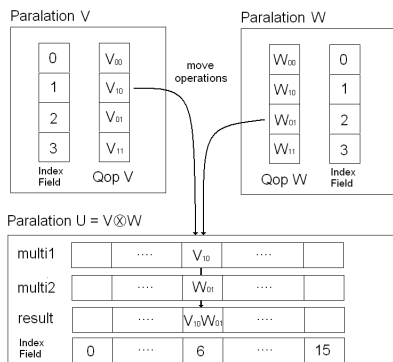 Paralation V
0 V00
1 V10
2 V01
3 V11
Index Field
Qop V
move operations
Paralation W
W00 0
W10 1
W01 2
W11 3
Qop W
Index Field
Paralation U = V⊗W
multi1 .... V10 ....
multi2 .... W01 ....
result .... V10W01 ....
Index Field 0 .... 6 .... 15